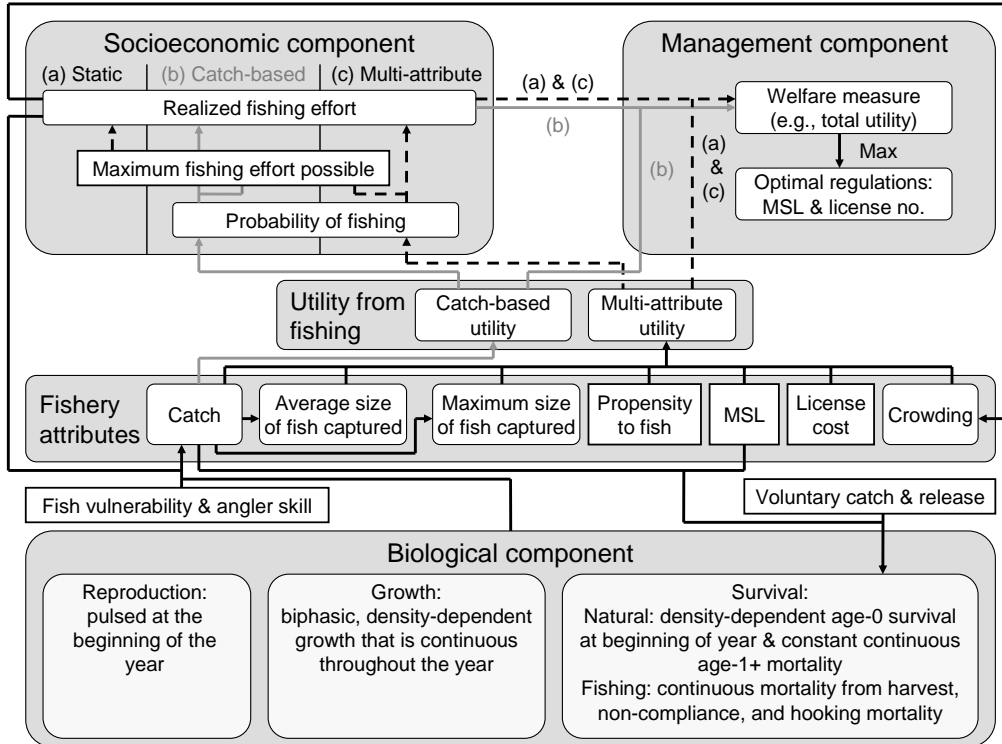 Socioeconomic component
(a) Static
(b) Catch-based
(c) Multi-attribute
Realized fishing effort
Maximum fishing effort possible
Probability of fishing
(a) & (c)
(b)
(b)
(a)
&
(c)
Management component
Welfare measure
(e.g., total utility)
Max
Optimal regulations:
MSL & license no.
Utility from
fishing
Catch-based
utility
Multi-attribute
utility
Fishery
attributes
Catch
Average size
of fish captured
Maximum size
of fish captured
Propensity
to fish
MSL
License
cost
Crowding
Fish vulnerability & angler skill
Voluntary catch & release
Biological component
Reproduction:
pulsed at the
beginning of the
year
Growth:
biphasic, density-dependent
growth that is continuous
throughout the year
Survival:
Natural: density-dependent age-0 survival
at beginning of year & constant continuous
age-1+ mortality
Fishing: continuous mortality from harvest,
non-compliance, and hooking mortality